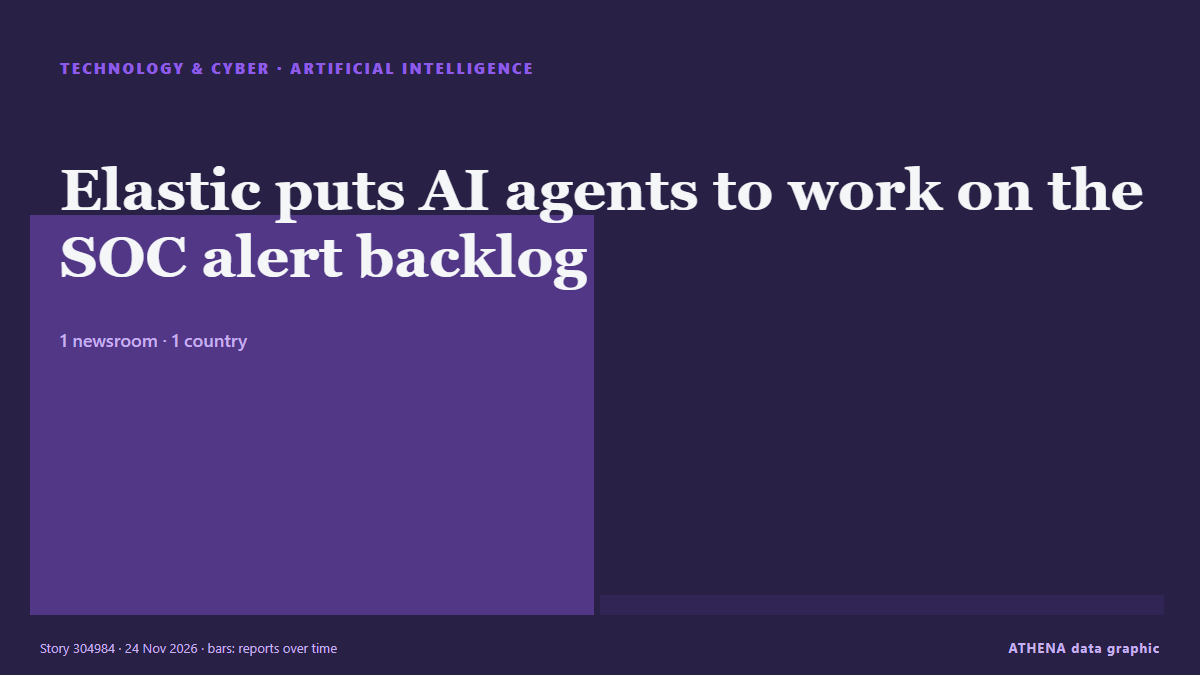 TECHNOLOGY & CYBER · ARTIFICIAL INTELLIGENCE
Elastic puts AI agents to work on the
SOC alert backlog
1 newsroom · 1 country
Story 304984 · 24 Nov 2026 · bars: reports over time
ATHENA data graphic